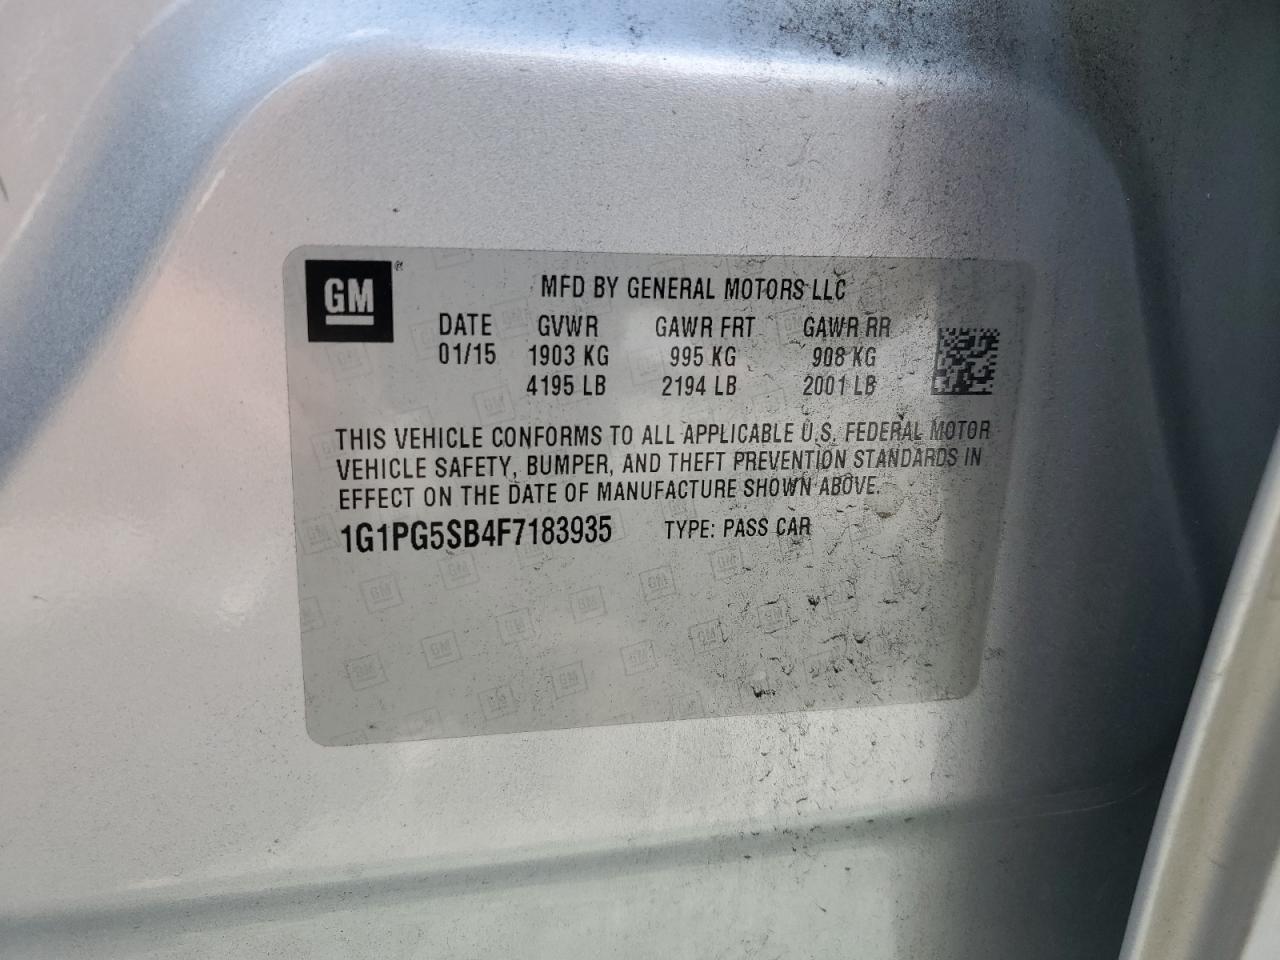 GM ®
MFD BY GENERAL MOTORS LLC
DATE GVWR GAWR FRT GAWR RR
01/15 1903 KG 995 KG 908 KG
4195 LB 2194 LB 2001 LB
THIS VEHICLE CONFORMS TO ALL APPLICABLE U.S. FEDERAL MOTOR
VEHICLE SAFETY, BUMPER, AND THEFT PREVENTION STANDARDS IN
EFFECT ON THE DATE OF MANUFACTURE SHOWN ABOVE.
1G1PG5SB4F7183935 TYPE: PASS CAR